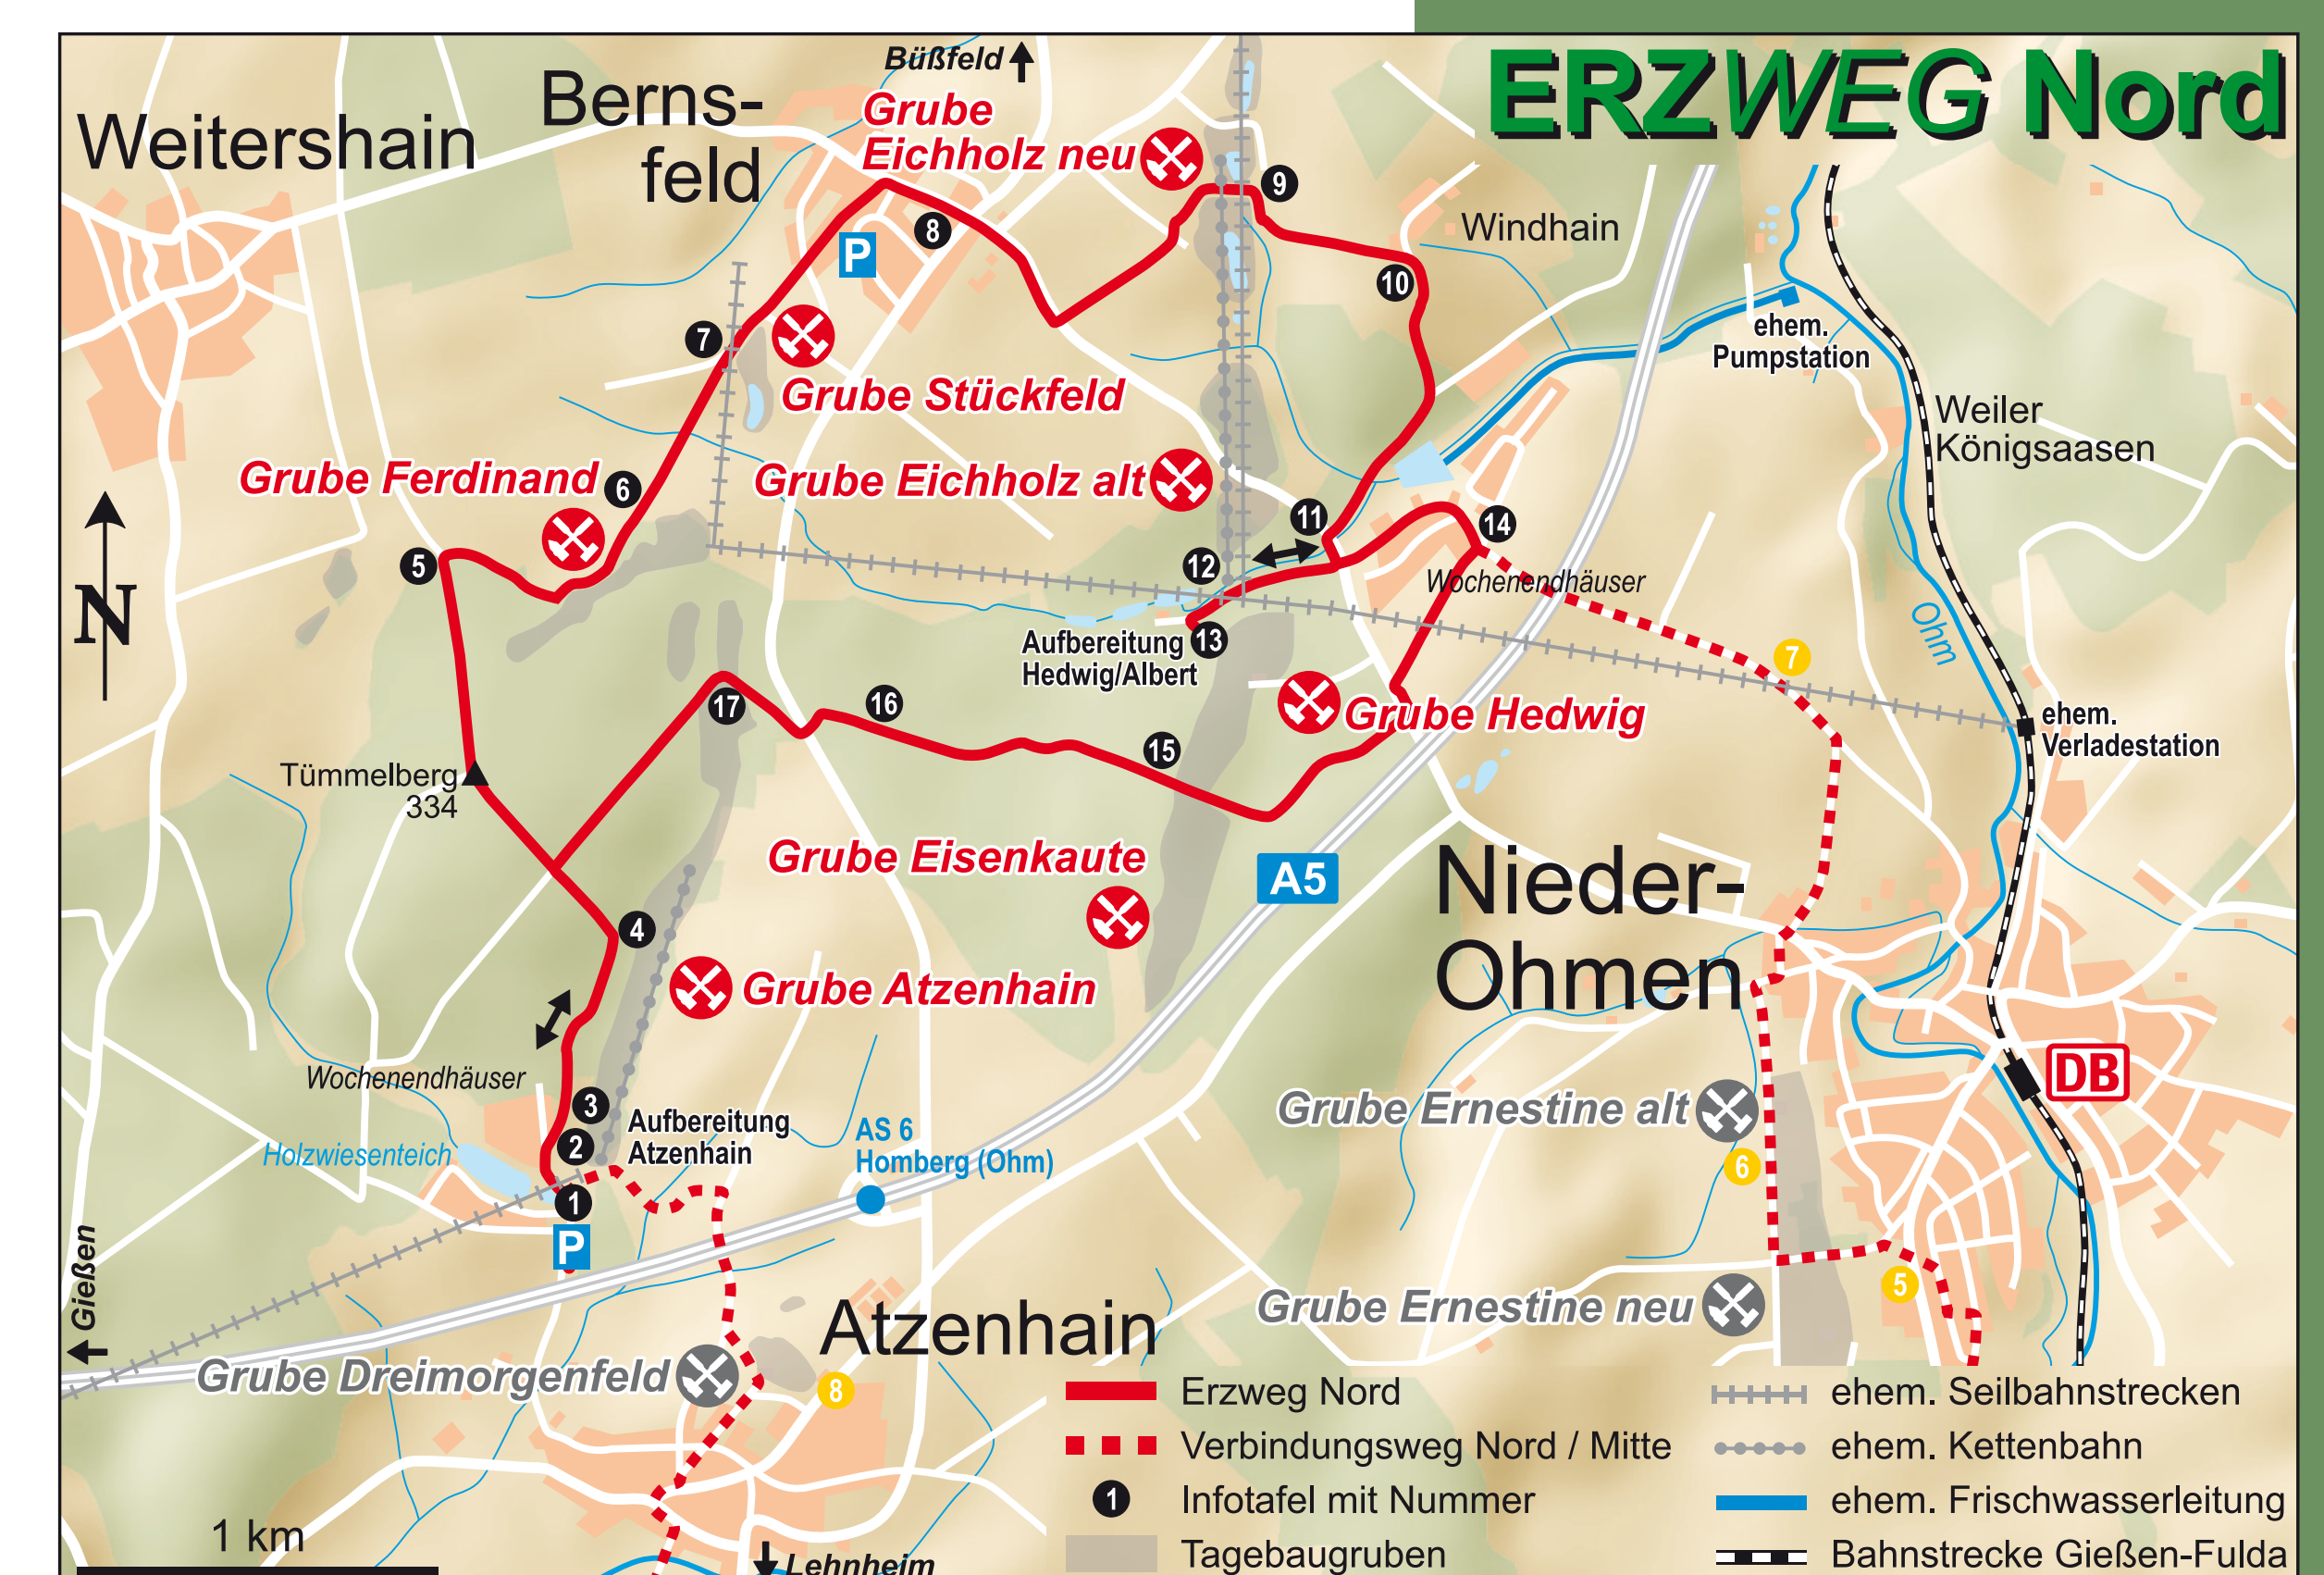 ERZWEG Nord
Büßfeld
Weitershain
Berns-
feld
Grube
Eichholz neu
9
8
P
Windhain
10
7
ehem.
Pumpstation
Grube Stückfeld
Weiler
Königsaasen
Grube Ferdinand
6
Grube Eichholz alt
11
14
5
12
Wochenendhäuser
N
Aufbereitung
Hedwig/Albert
13
Ohm
7
17
16
Grube Hedwig
ehem.
Verladestation
15
Tümmelberg
334
Grube Eisenkaute
A5
Nieder-
Ohmen
4
Grube Atzenhain
Wochenendhäuser
DB
3
Grube Ernestine alt
2
Aufbereitung
Atzenhain
AS 6
Homberg (Ohm)
Holzwiesenteich
6
1
P
Gießen
5
Grube Ernestine neu
Atzenhain
Grube Dreimorgenfeld
8
Erzweg Nord
Verbindungsweg Nord / Mitte
1 Infotafel mit Nummer
Tagebaugruben
ehem. Seilbahnstrecken
ehem. Kettenbahn
ehem. Frischwasserleitung
Bahnstrecke Gießen-Fulda
1 km
Lehnheim